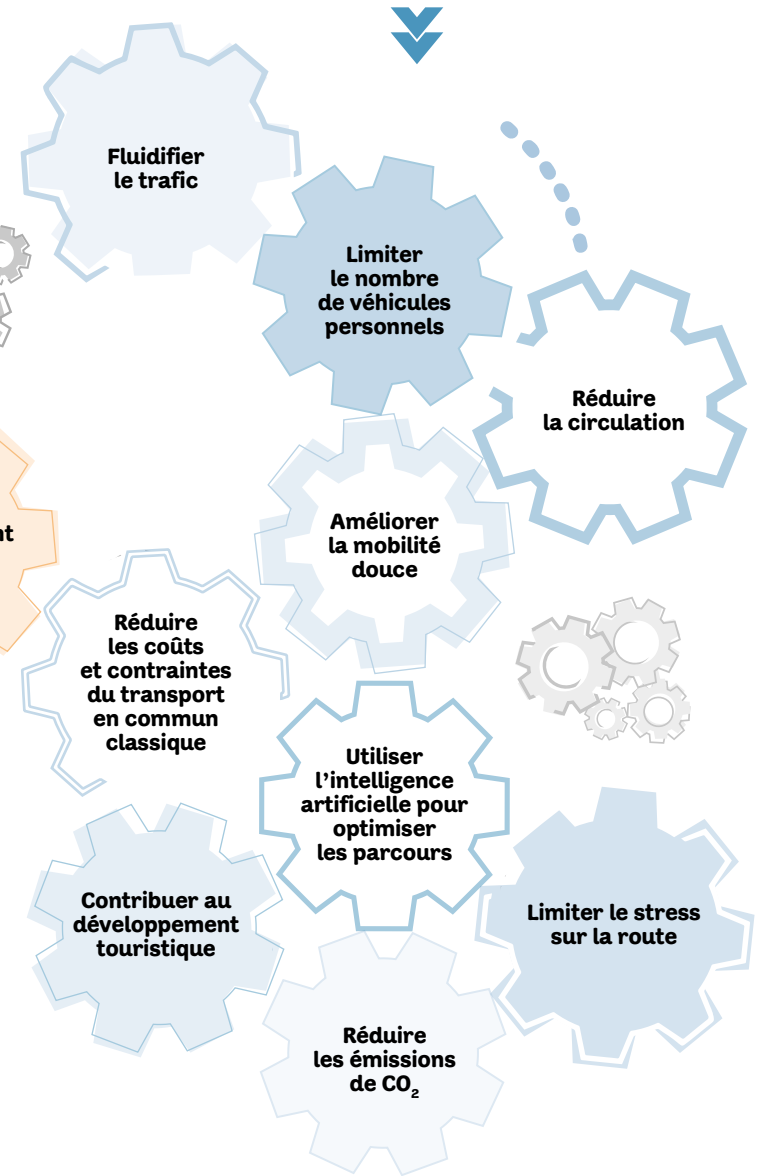 Fluidifier
le trafic
Limiter
le nombre
de véhicules
personnels
Réduire
la circulation
Améliorer
la mobilité
douce
Réduire
les coûts
et contraintes
du transport
en commun
classique
Utiliser
l’intelligence
artificielle pour
optimiser
les parcours
Contribuer au
développement
touristique
Limiter le stress
sur la route
Réduire
les émissions
de CO₂